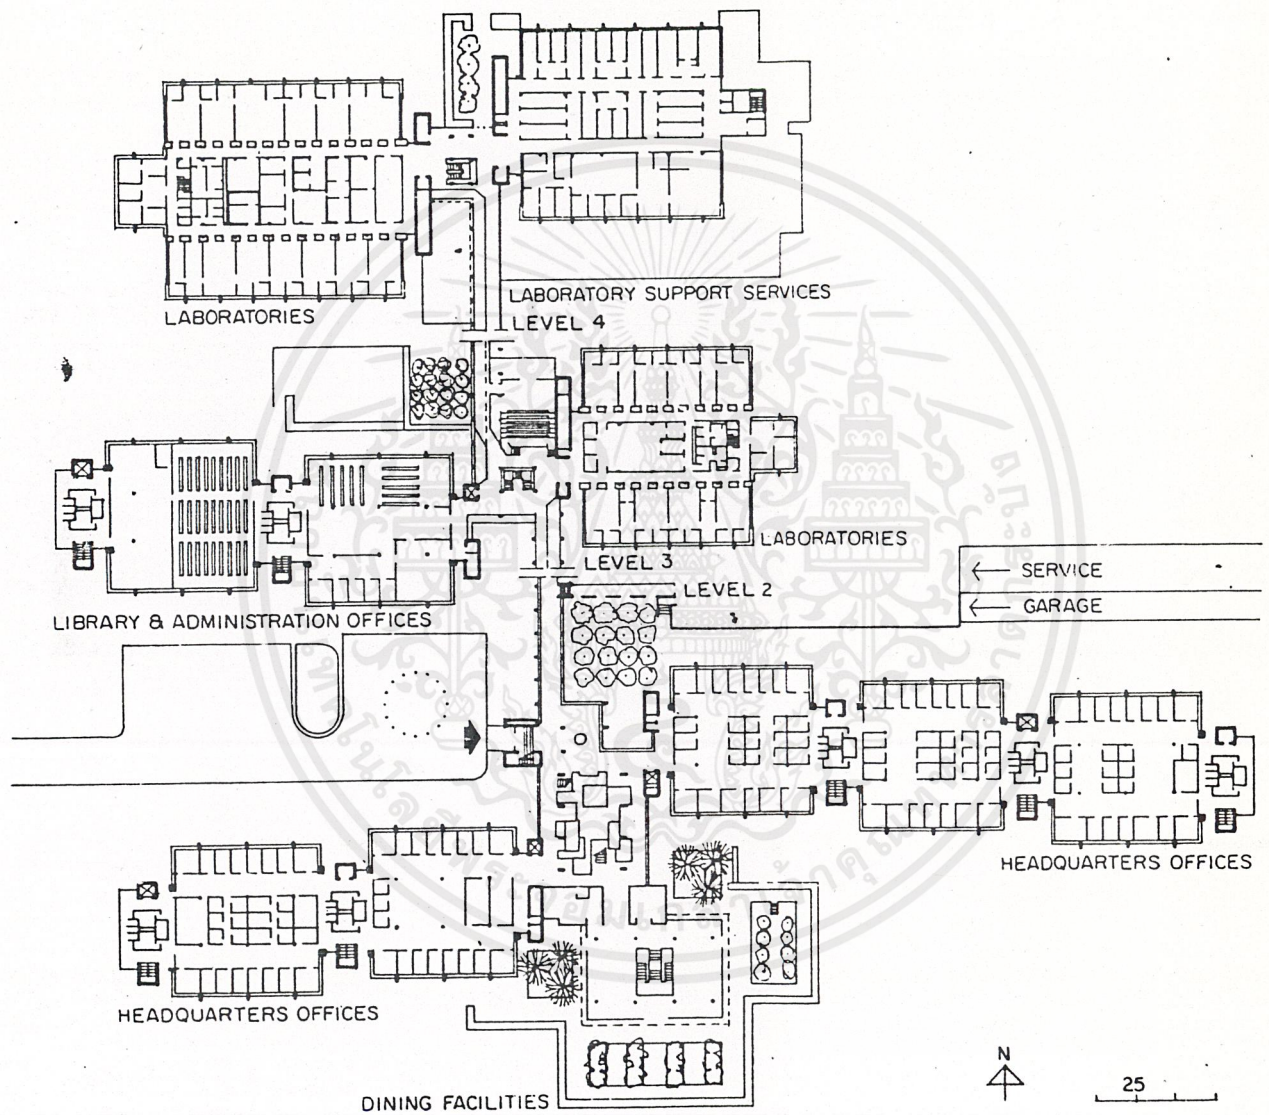 LABORATORY SUPPORT SERVICES
LABORATORIES
LEVEL 4
LABORATORIES
LEVEL 3
SERVICE
LEVEL 2
GARAGE
LIBRARY & ADMINISTRATION OFFICES
HEADQUARTERS OFFICES
HEADQUARTERS OFFICES
N
25
DINING FACILITIES